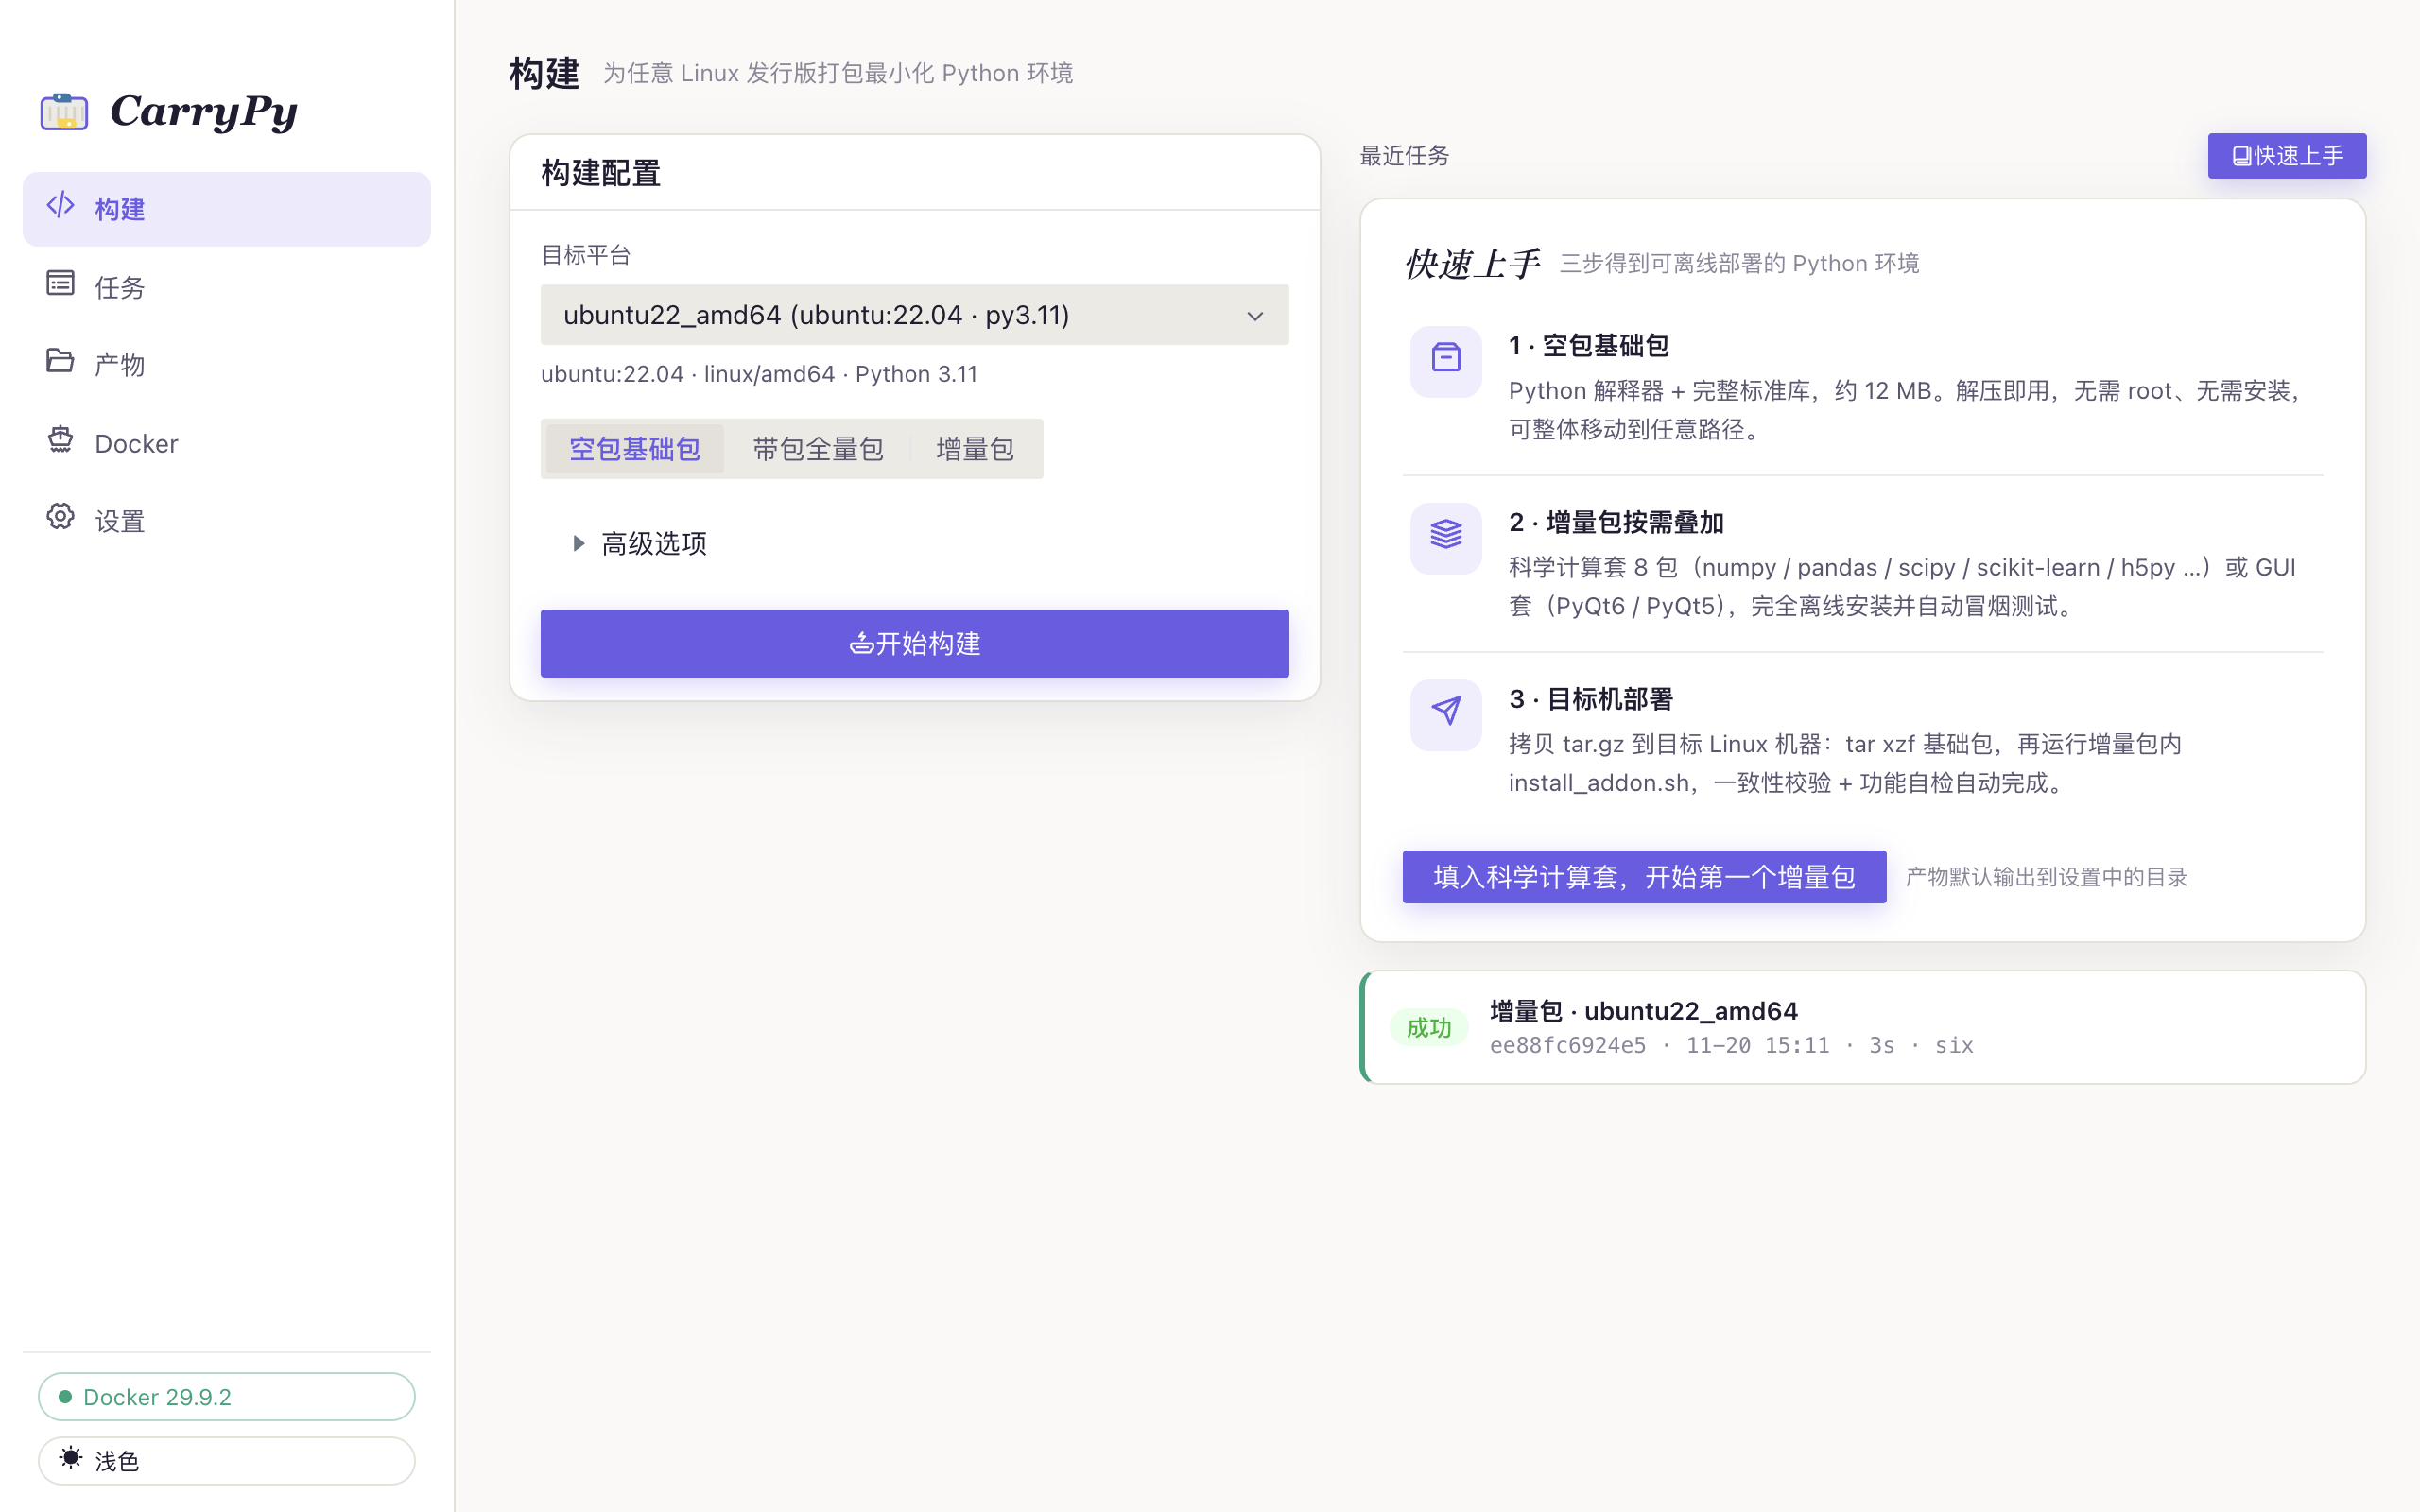 CarryPy
构建
任务
产物
Docker
设置
Docker 29.9.2
浅色
构建 为任意 Linux 发行版打包最小化 Python 环境
构建配置
目标平台
ubuntu22_amd64 (ubuntu:22.04 · py3.11)
ubuntu:22.04 · linux/amd64 · Python 3.11
空包基础包 带包全量包 增量包
高级选项
开始构建
最近任务 快速上手
快速上手 三步得到可离线部署的 Python 环境
1 · 空包基础包
Python 解释器 + 完整标准库，约 12 MB。解压即用，无需 root、无需安装，
可整体移动到任意路径。
2 · 增量包按需叠加
科学计算套 8 包（numpy / pandas / scipy / scikit-learn / h5py …）或 GUI
套（PyQt6 / PyQt5），完全离线安装并自动冒烟测试。
3 · 目标机部署
拷贝 tar.gz 到目标 Linux 机器：tar xzf 基础包，再运行增量包内
install_addon.sh，一致性校验 + 功能自检自动完成。
填入科学计算套，开始第一个增量包 产物默认输出到设置中的目录
成功 增量包 · ubuntu22_amd64
ee88fc6924e5 · 11-20 15:11 · 3s · six